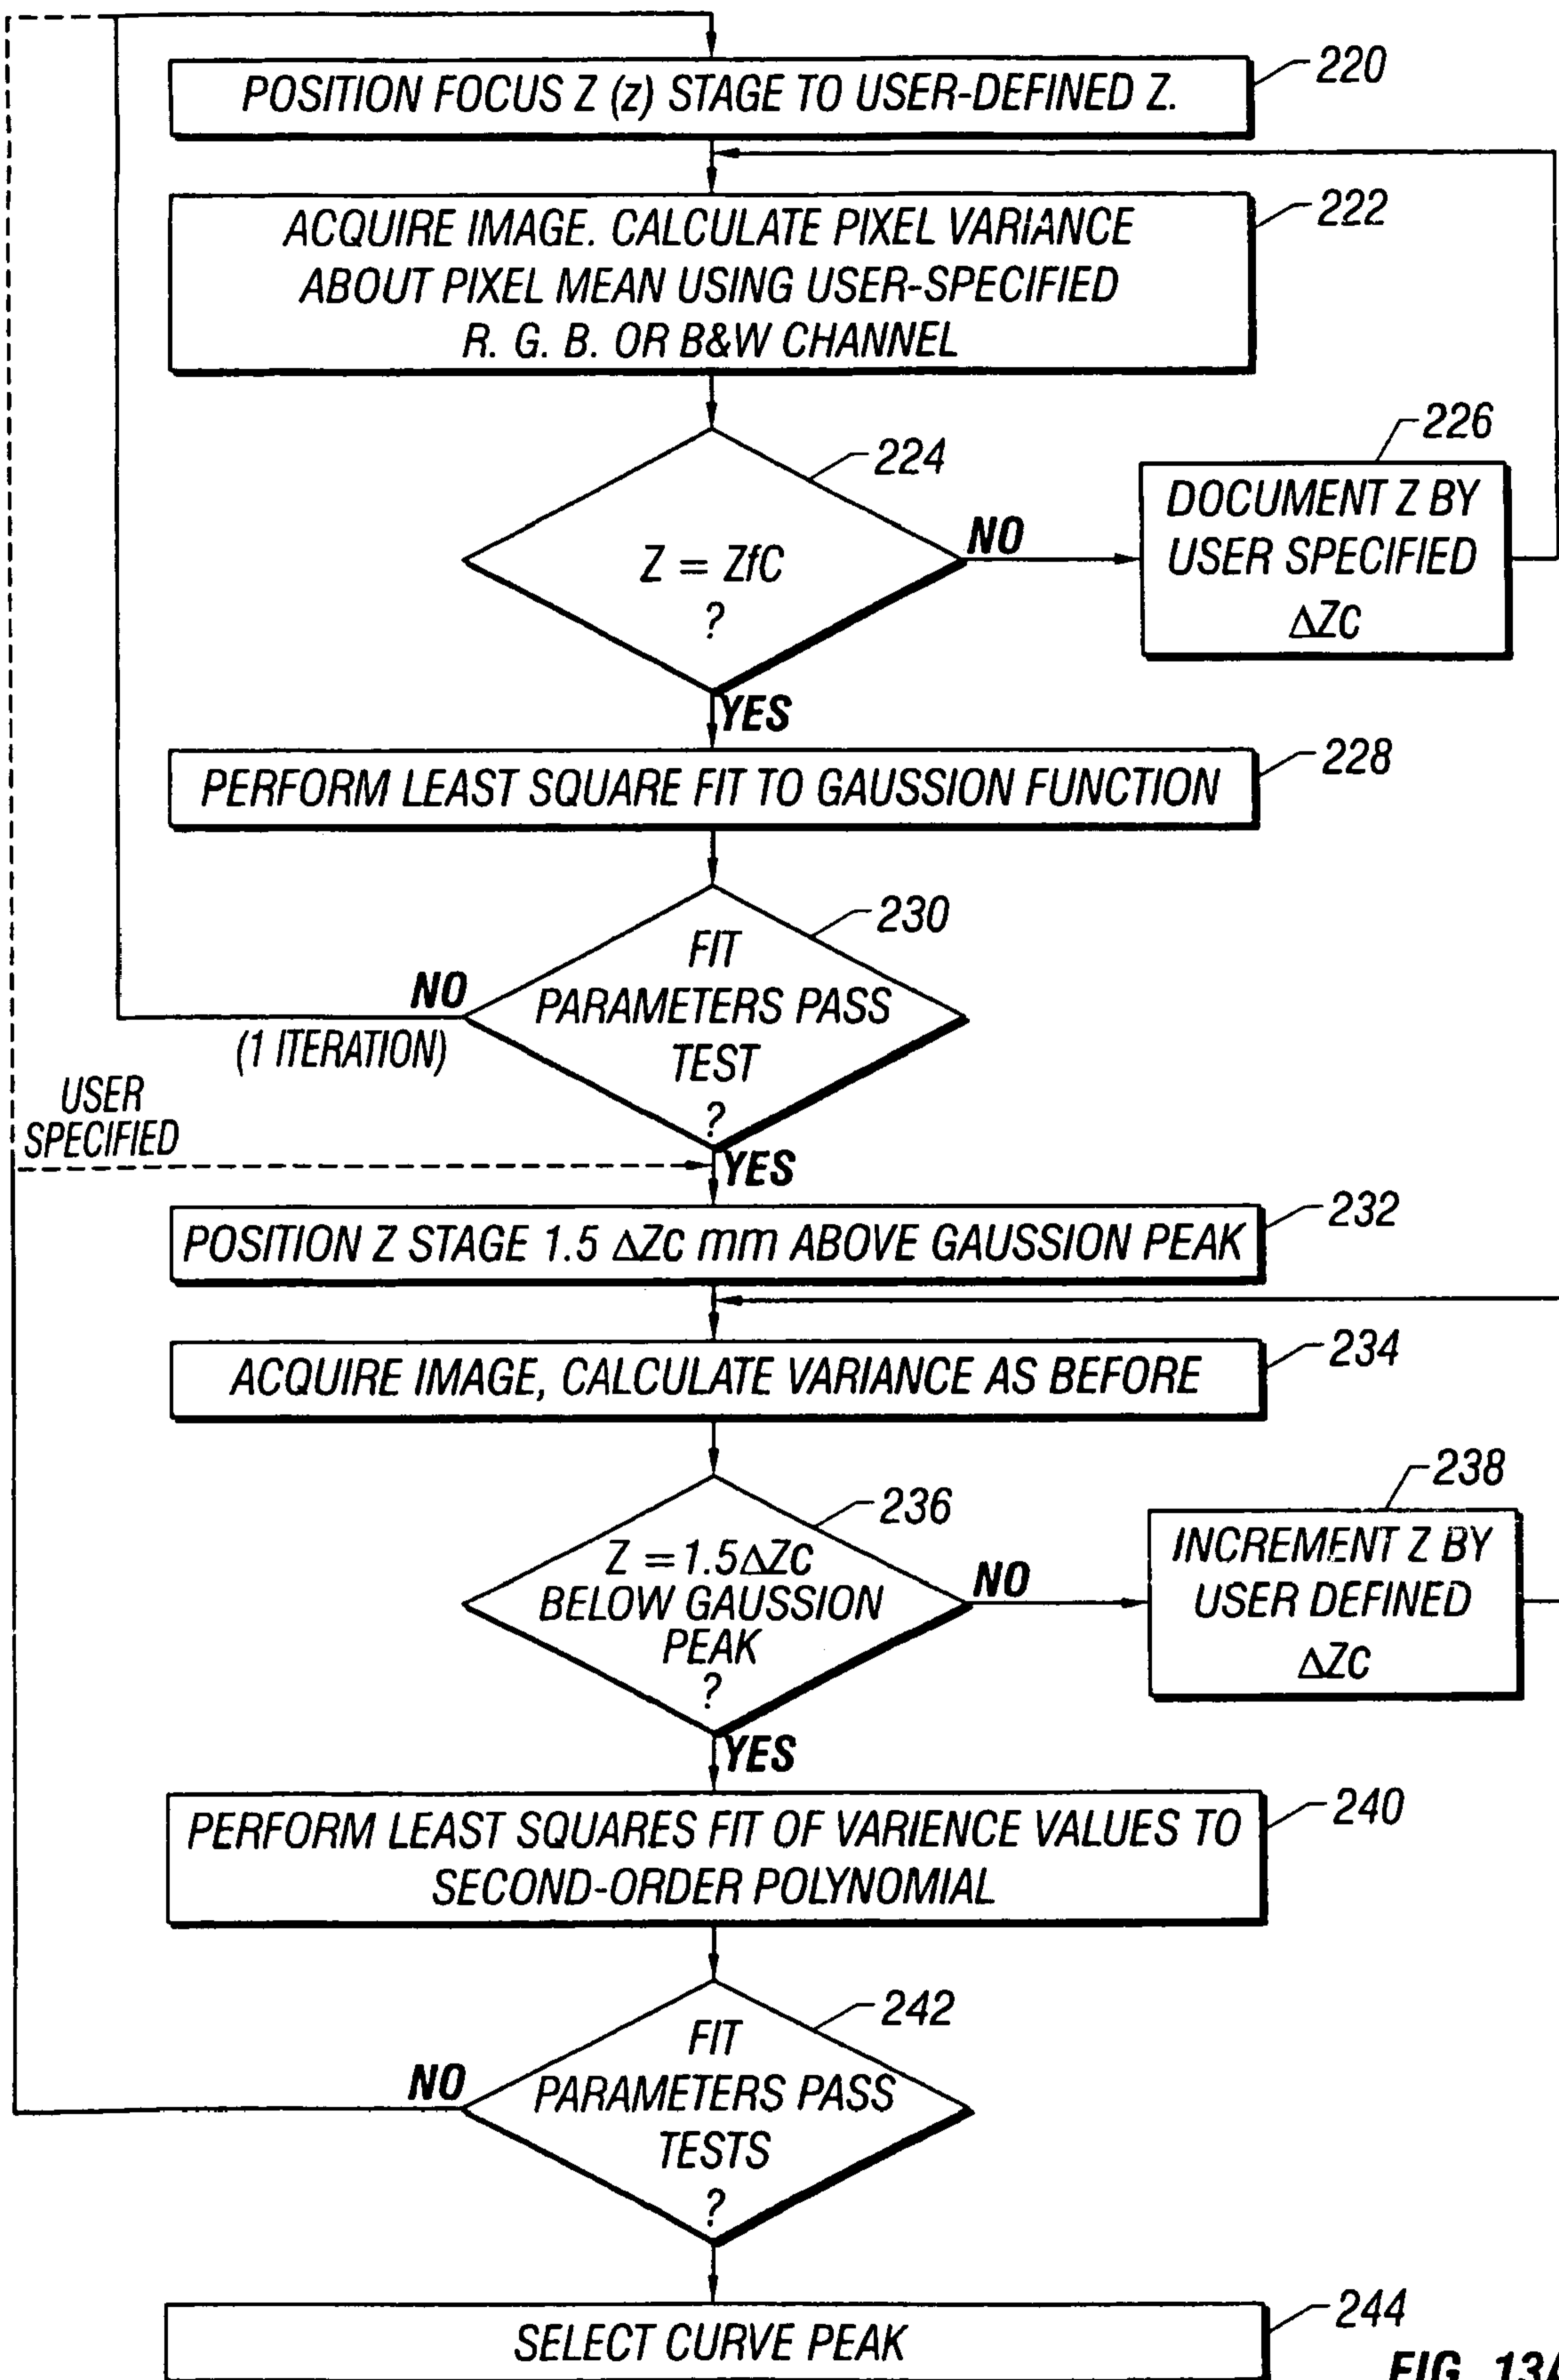 220
POSITION FOCUS Z (z) STAGE TO USER-DEFINED Z.
222
ACQUIRE IMAGE. CALCULATE PIXEL VARIANCE
ABOUT PIXEL MEAN USING USER-SPECIFIED
R. G. B. OR B&W CHANNEL
224
Z = ZfC
?
NO
226
DOCUMENT Z BY
USER SPECIFIED
ΔZC
YES
228
PERFORM LEAST SQUARE FIT TO GAUSSION FUNCTION
230
FIT
PARAMETERS PASS
TEST
?
NO
(1 ITERATION)
USER
SPECIFIED
YES
232
POSITION Z STAGE 1.5 ΔZC mm ABOVE GAUSSION PEAK
234
ACQUIRE IMAGE, CALCULATE VARIANCE AS BEFORE
236
Z = 1.5ΔZC
BELOW GAUSSION
PEAK
?
NO
238
INCREMENT Z BY
USER DEFINED
ΔZC
YES
240
PERFORM LEAST SQUARES FIT OF VARIENCE VALUES TO
SECOND-ORDER POLYNOMIAL
242
FIT
PARAMETERS PASS
TESTS
?
NO
244
SELECT CURVE PEAK
FIG. 13A